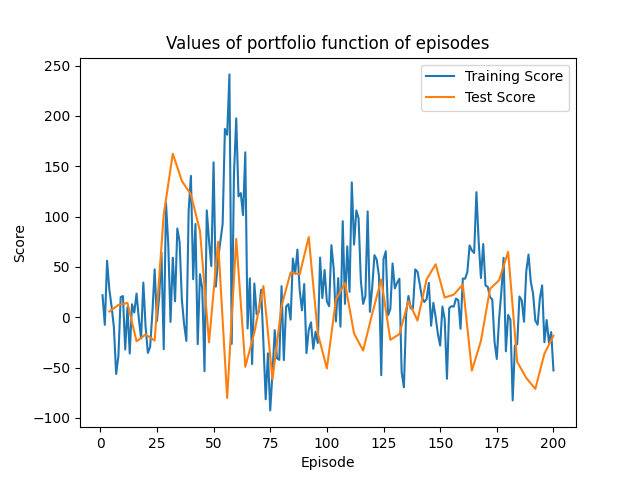 Values of portfolio function of episodes
Training Score
Test Score
Score
250
200
150
100
50
0
−50
−100
0 25 50 75 100 125 150 175 200
Episode